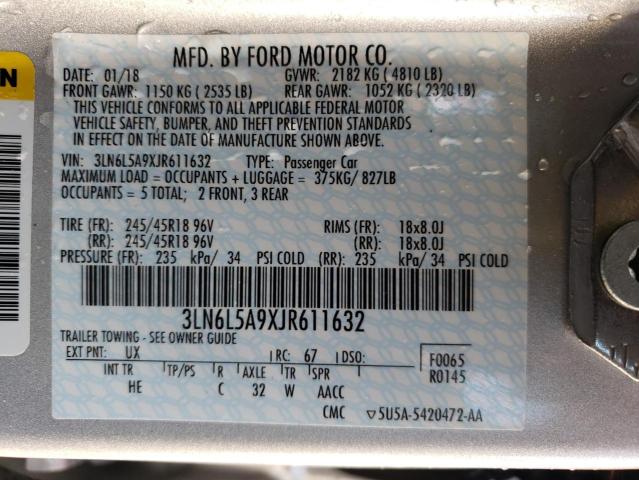 MFD. BY FORD MOTOR CO.
DATE: 01/18 GVWR: 2182 KG ( 4810 LB)
FRONT GAWR: 1150 KG ( 2535 LB) REAR GAWR: 1052 KG ( 2320 LB)
THIS VEHICLE CONFORMS TO ALL APPLICABLE FEDERAL MOTOR
VEHICLE SAFETY, BUMPER, AND THEFT PREVENTION STANDARDS
IN EFFECT ON THE DATE OF MANUFACTURE SHOWN ABOVE.
VIN: 3LN6L5A9XJR611632 TYPE: Passenger Car
MAXIMUM LOAD = OCCUPANTS + LUGGAGE = 375KG/ 827LB
OCCUPANTS = 5 TOTAL; 2 FRONT, 3 REAR
TIRE (FR): 245/45R18 96V RIMS (FR): 18x8.0J
(RR): 245/45R18 96V (RR): 18x8.0J
PRESSURE (FR): 235 kPa/ 34 PSI COLD (RR): 235 kPa/ 34 PSI COLD
3LN6L5A9XJR611632
TRAILER TOWING - SEE OWNER GUIDE
EXT PNT: UX RC: 67 DSO: F0065
INT TR TP/PS R AXLE TR SPR R0145
HE C 32 W AACC
CMC ▽5U5A-5420472-AA